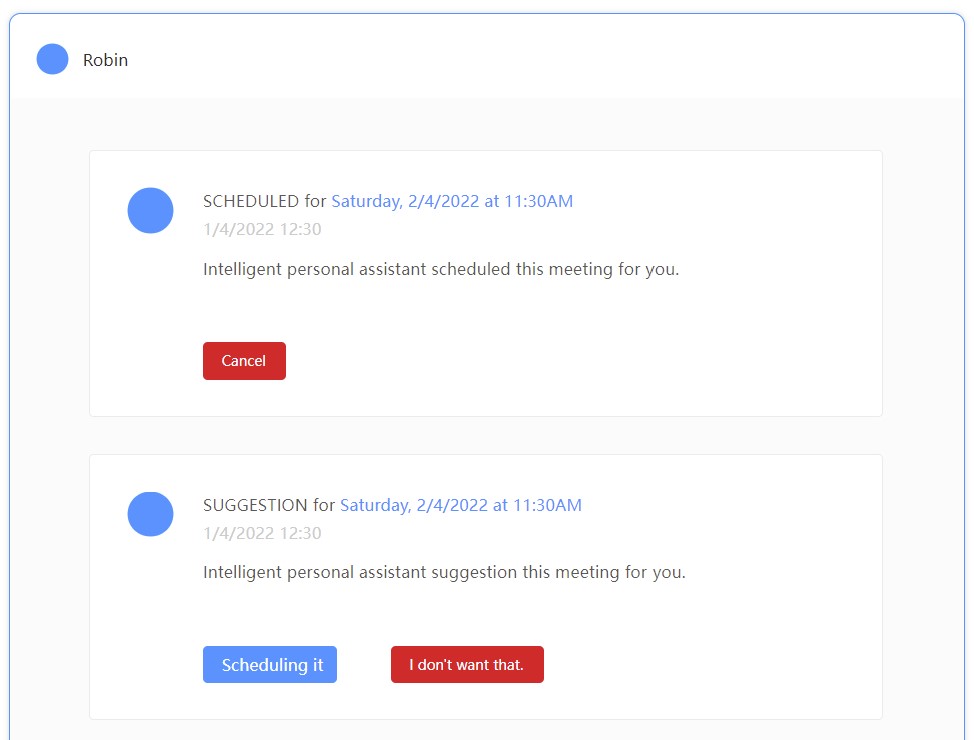 Robin
SCHEDULED for Saturday, 2/4/2022 at 11:30AM
1/4/2022 12:30
Intelligent personal assistant scheduled this meeting for you.
Cancel
SUGGESTION for Saturday, 2/4/2022 at 11:30AM
1/4/2022 12:30
Intelligent personal assistant suggestion this meeting for you.
Scheduling it
I don't want that.